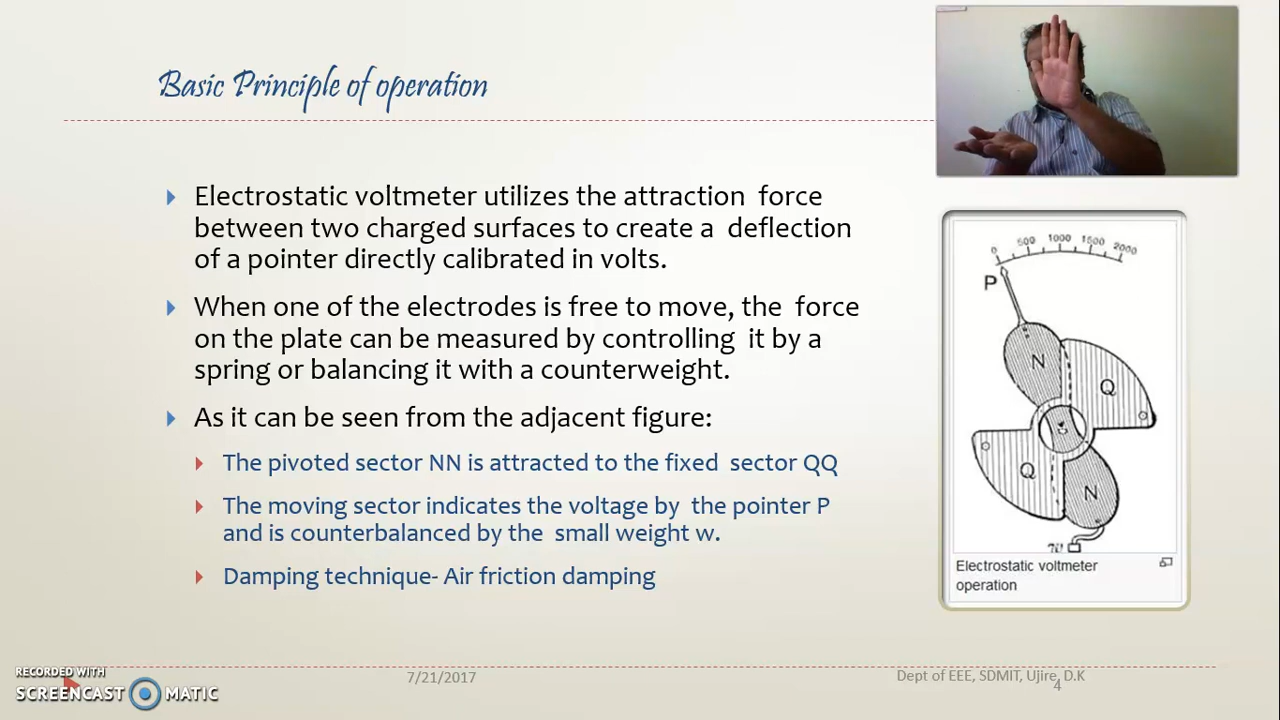 Basic Principle of operation
Electrostatic voltmeter utilizes the attraction force
between two charged surfaces to create a deflection
of a pointer directly calibrated in volts.
When one of the electrodes is free to move, the force
on the plate can be measured by controlling it by a
spring or balancing it with a counterweight.
As it can be seen from the adjacent figure:
The pivoted sector NN is attracted to the fixed sector QQ
The moving sector indicates the voltage by the pointer P
and is counterbalanced by the small weight w.
Damping technique- Air friction damping
0 500 1000 1500 2000
P
N
Q
Q
N
w
Electrostatic voltmeter
operation
RECORDED WITH
SCREENCAST MATIC
7/21/2017
Dept of EEE, SDMIT, Ujire, D.K
4